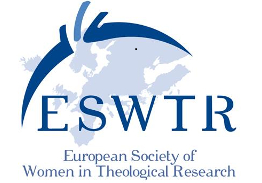 ESWTR
European Society of
Women in Theological Research